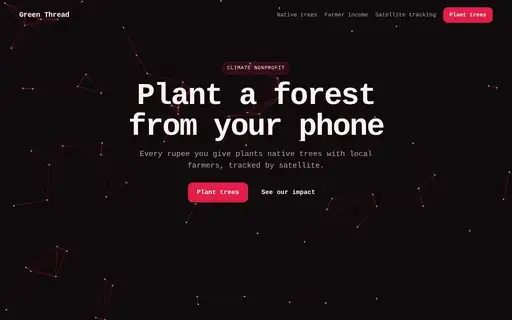 Green Thread
Native trees Farmer income Satellite tracking Plant trees
CLIMATE NONPROFIT
Plant a forest
from your phone
Every rupee you give plants native trees with local
farmers, tracked by satellite.
Plant trees See our impact